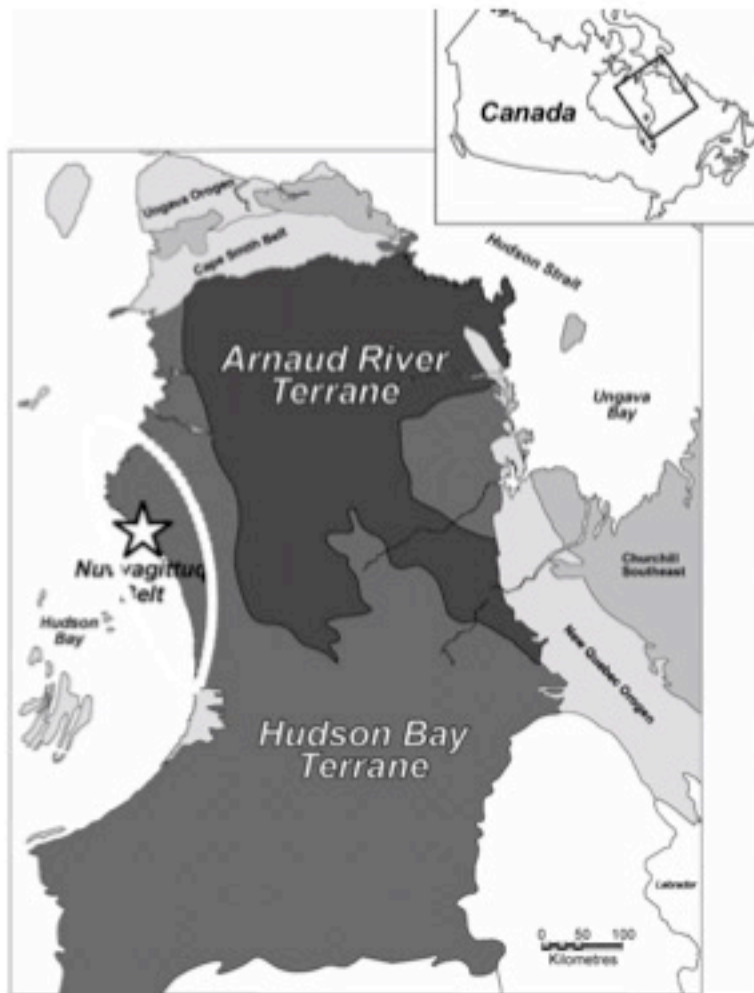 Canada
Ungava Orogen
Cape Smith Belt
Hudson Strait
Arnaud River
Terrane
Ungava
Bay
Hudson
Bay
Churchill
Southeast
New Quebec Orogen
Hudson Bay
Terrane
Labrador
0 50 100
Kilometres